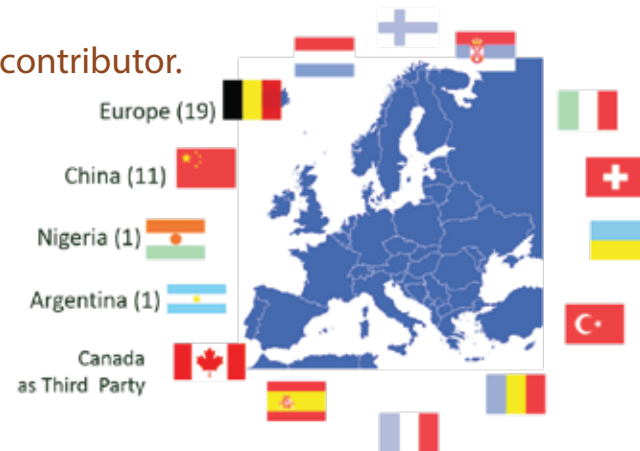 contributor.
Europe (19)
China (11)
Nigeria (1)
Argentina (1)
Canada
as Third Party